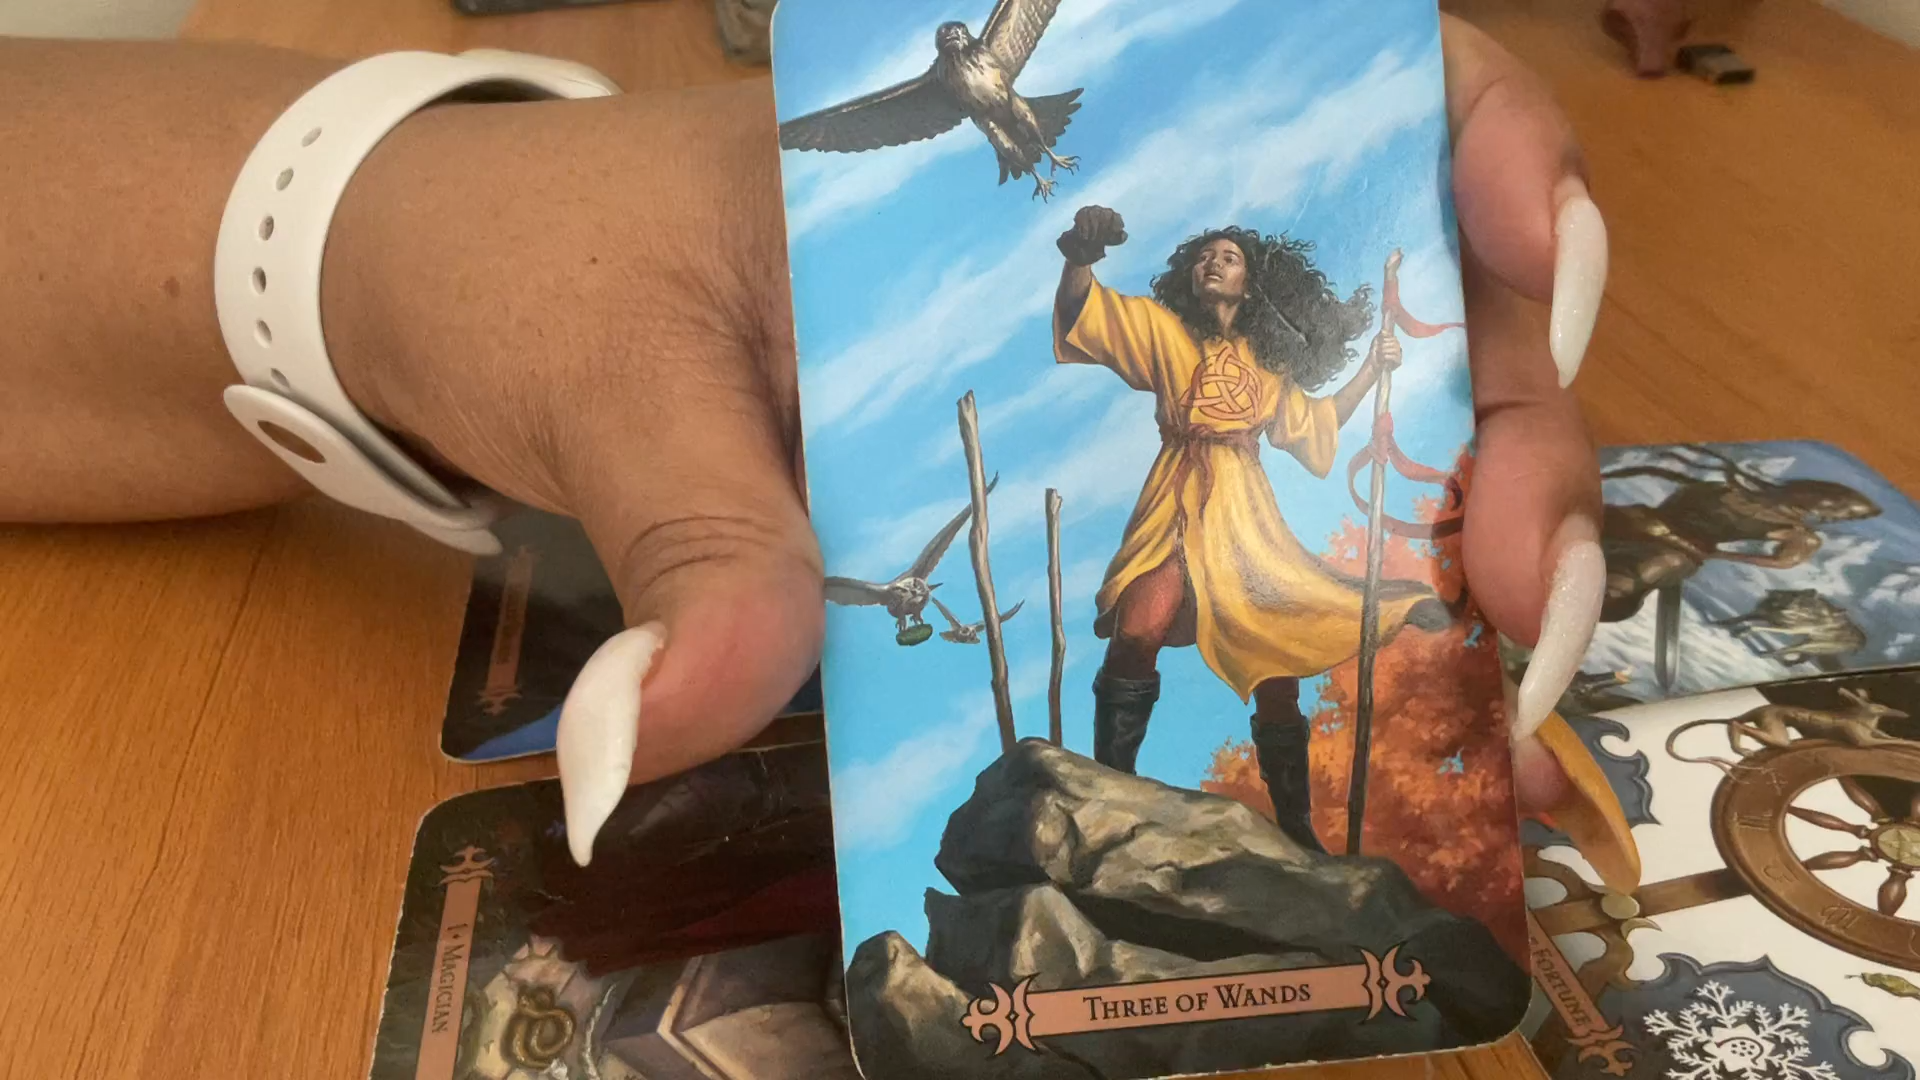 THREE OF WANDS
I • MAGICIAN
FORTUNE